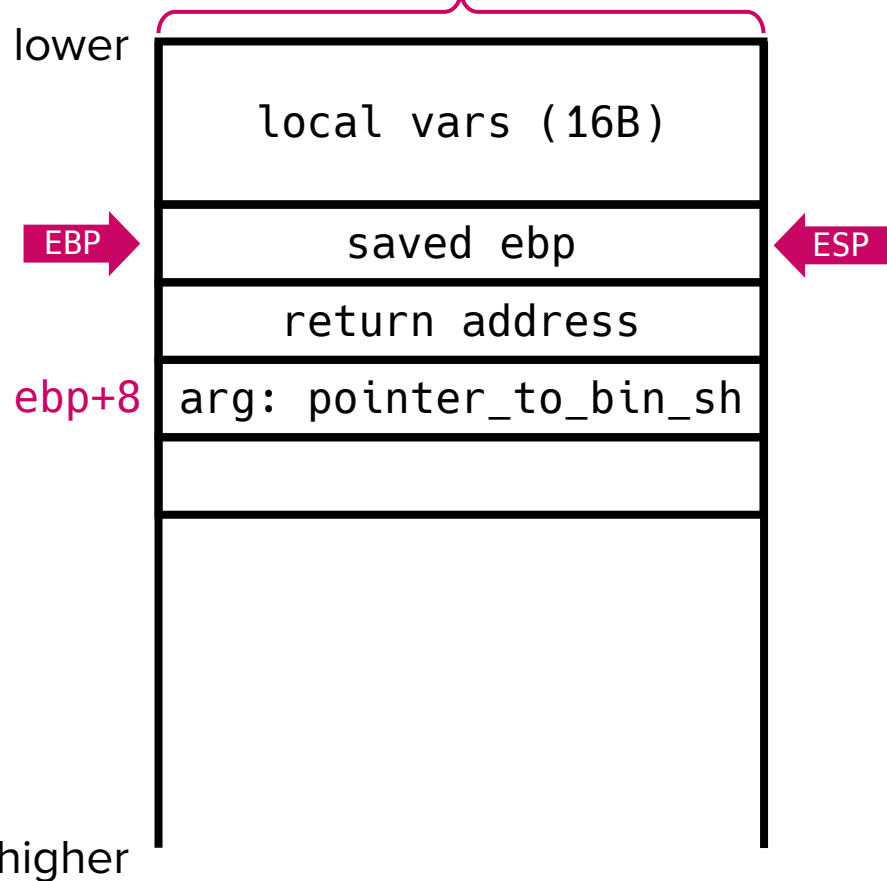 lower
local vars (16B)
EBP
saved ebp
ESP
return address
ebp+8
arg: pointer_to_bin_sh
higher